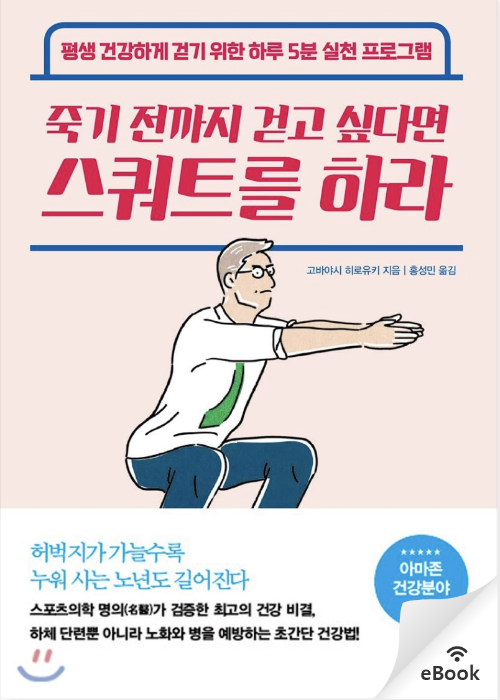 평생 건강하게 걷기 위한 하루 5분 실천 프로그램
죽기 전까지 걷고 싶다면
스쿼트를 하라
고바야시 히로유키 지음 | 홍성민 옮김
허벅지가 가늘수록
누워 사는 노년도 길어진다
스포츠의학 명의(名醫)가 검증한 최고의 건강 비결,
하체 단련뿐 아니라 노화와 병을 예방하는 초간단 건강법!
★★★★★
아마존
건강분야
eBook